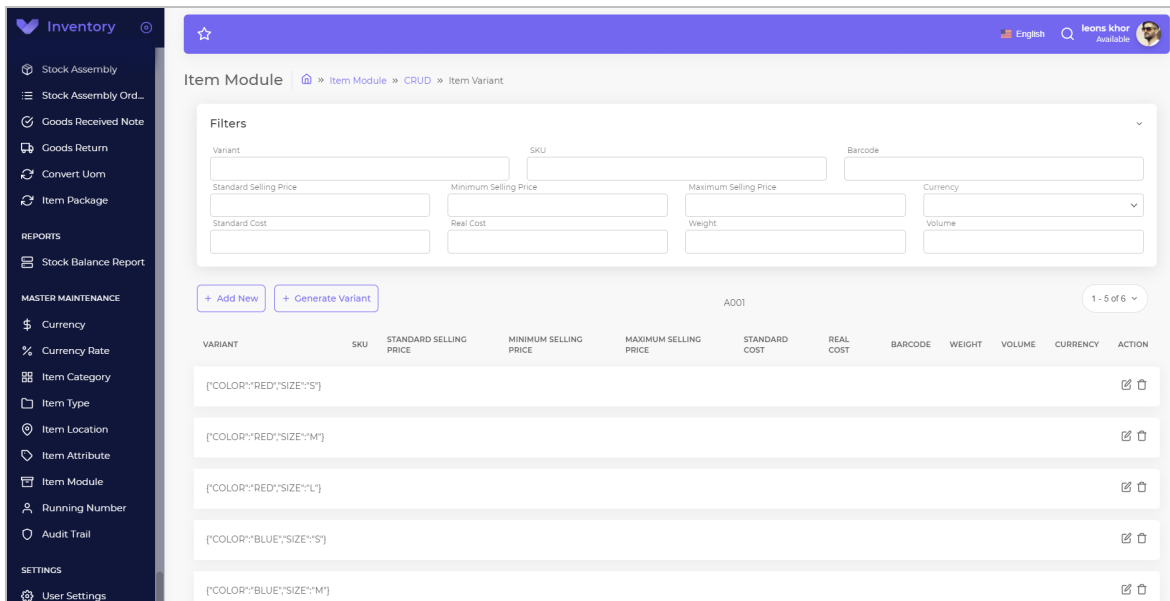 Inventory
English
leons khor
Available
Stock Assembly
Stock Assembly Ord...
Goods Received Note
Goods Return
Convert Uom
Item Package
REPORTS
Stock Balance Report
MASTER MAINTENANCE
Currency
Currency Rate
Item Category
Item Type
Item Location
Item Attribute
Item Module
Running Number
Audit Trail
SETTINGS
User Settings
Item Module
» Item Module » CRUD » Item Variant
Filters
Variant SKU Barcode
Standard Selling Price Minimum Selling Price Maximum Selling Price Currency
Standard Cost Real Cost Weight Volume
+ Add New + Generate Variant A001 1 - 5 of 6
VARIANT SKU STANDARD SELLING PRICE MINIMUM SELLING PRICE MAXIMUM SELLING PRICE STANDARD COST REAL COST BARCODE WEIGHT VOLUME CURRENCY ACTION
{"COLOR":"RED","SIZE":"S"}
{"COLOR":"RED","SIZE":"M"}
{"COLOR":"RED","SIZE":"L"}
{"COLOR":"BLUE","SIZE":"S"}
{"COLOR":"BLUE","SIZE":"M"}